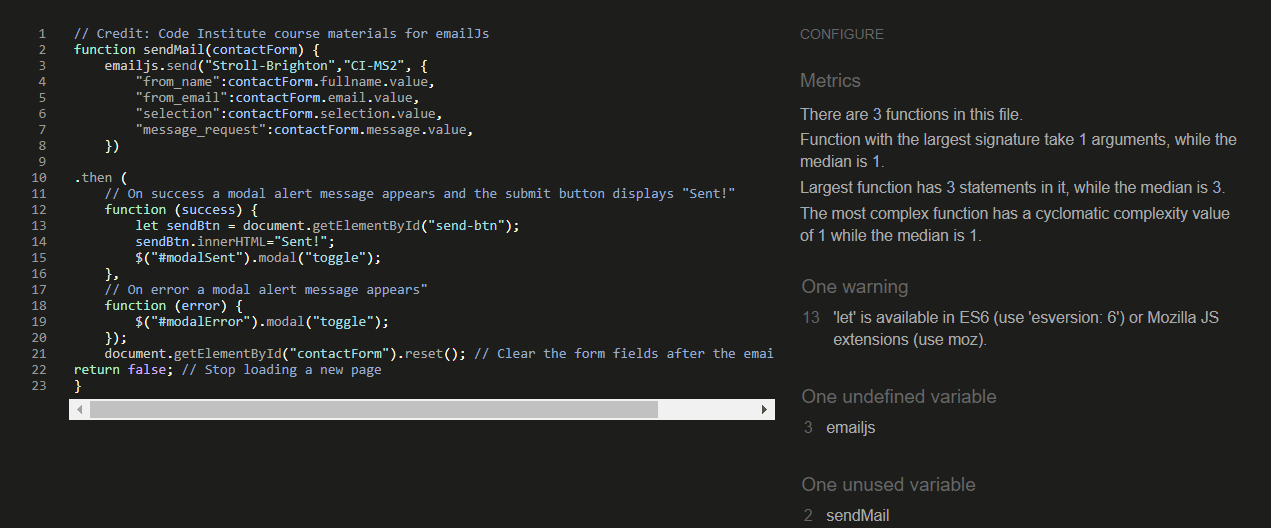 1 // Credit: Code Institute course materials for emailJs
2 function sendMail(contactForm) {
3 emailjs.send("Stroll-Brighton","CI-MS2", {
4 "from_name":contactForm.fullname.value,
5 "from_email":contactForm.email.value,
6 "selection":contactForm.selection.value,
7 "message_request":contactForm.message.value,
8 })
9
10 .then (
11 // On success a modal alert message appears and the submit button displays "Sent!"
12 function (success) {
13 let sendBtn = document.getElementById("send-btn");
14 sendBtn.innerHTML="Sent!";
15 $("#modalSent").modal("toggle");
16 },
17 // On error a modal alert message appears"
18 function (error) {
19 $("#modalError").modal("toggle");
20 });
21 document.getElementById("contactForm").reset(); // Clear the form fields after the emai
22 return false; // Stop loading a new page
23 }
CONFIGURE
Metrics
There are 3 functions in this file.
Function with the largest signature take 1 arguments, while the
median is 1.
Largest function has 3 statements in it, while the median is 3.
The most complex function has a cyclomatic complexity value
of 1 while the median is 1.
One warning
13 'let' is available in ES6 (use 'esversion: 6') or Mozilla JS
extensions (use moz).
One undefined variable
3 emailjs
One unused variable
2 sendMail